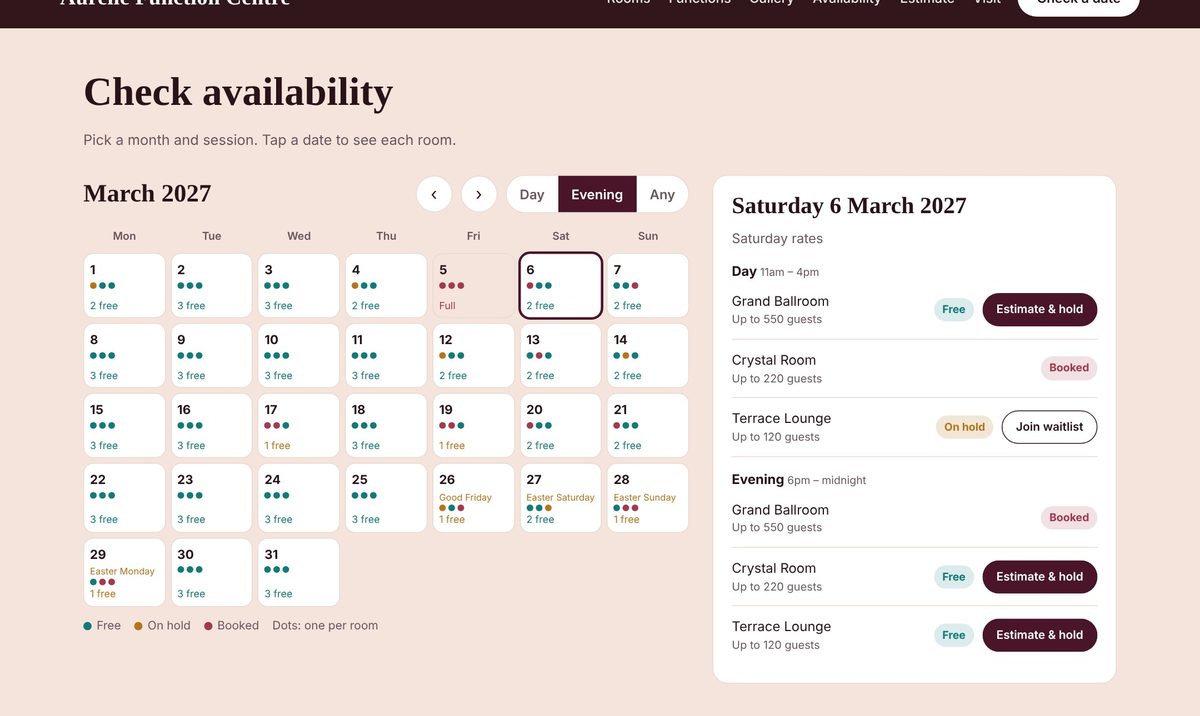 Aurelie Function Centre
Rooms Functions Gallery Availability Estimate Visit Check a date
Check availability
Pick a month and session. Tap a date to see each room.
March 2027
‹ › Day Evening Any
Mon Tue Wed Thu Fri Sat Sun
1 2 3 4 5 6 7
2 free 3 free 3 free 2 free Full 2 free 2 free
8 9 10 11 12 13 14
3 free 3 free 3 free 3 free 2 free 2 free 2 free
15 16 17 18 19 20 21
3 free 3 free 1 free 3 free 1 free 2 free 2 free
22 23 24 25 26 27 28
Good Friday Easter Saturday Easter Sunday
3 free 3 free 3 free 3 free 1 free 2 free 1 free
29 30 31
Easter Monday
1 free 3 free 3 free
Free On hold Booked Dots: one per room
Saturday 6 March 2027
Saturday rates
Day 11am – 4pm
Grand Ballroom
Up to 550 guests
Free Estimate & hold
Crystal Room
Up to 220 guests
Booked
Terrace Lounge
Up to 120 guests
On hold Join waitlist
Evening 6pm – midnight
Grand Ballroom
Up to 550 guests
Booked
Crystal Room
Up to 220 guests
Free Estimate & hold
Terrace Lounge
Up to 120 guests
Free Estimate & hold